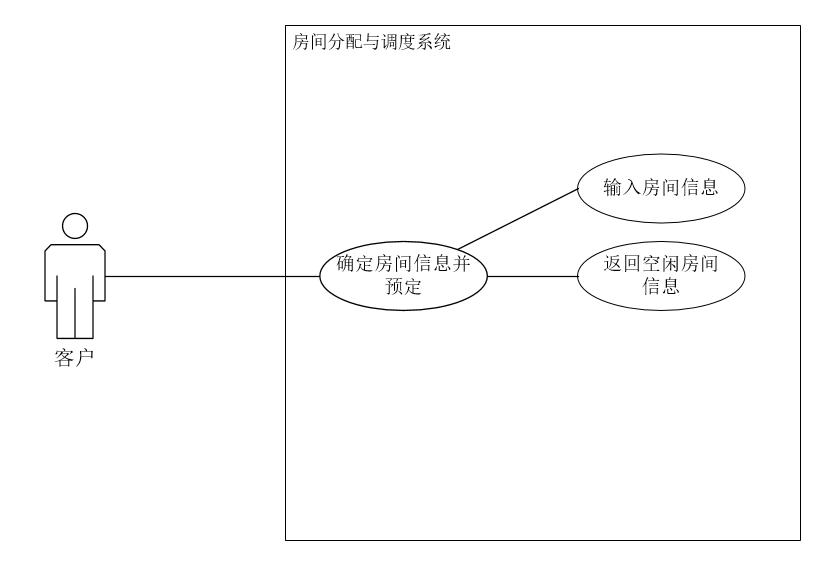 房间分配与调度系统
输入房间信息
确定房间信息并
预定
返回空闲房间
信息
客户